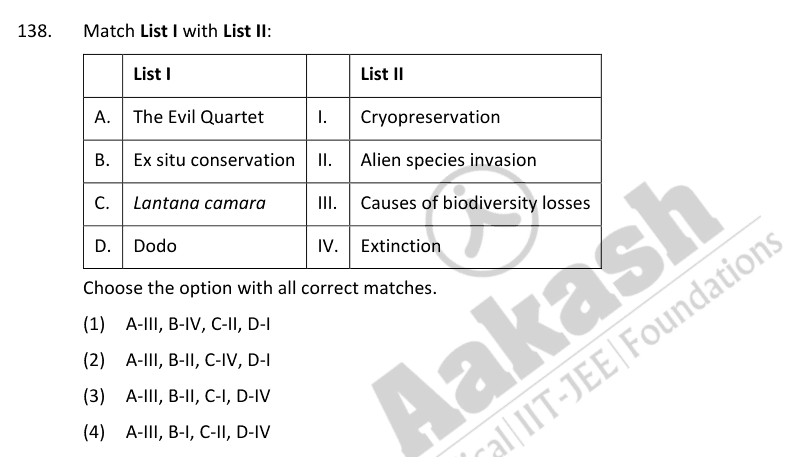 138. Match List I with List II:
List I List II
A. The Evil Quartet I. Cryopreservation
B. Ex situ conservation II. Alien species invasion
C. Lantana camara III. Causes of biodiversity losses
D. Dodo IV. Extinction
Choose the option with all correct matches.
(1) A-III, B-IV, C-II, D-I
(2) A-III, B-II, C-IV, D-I
(3) A-III, B-II, C-I, D-IV
(4) A-III, B-I, C-II, D-IV
Aakash
ical|IIT-JEE|Foundations